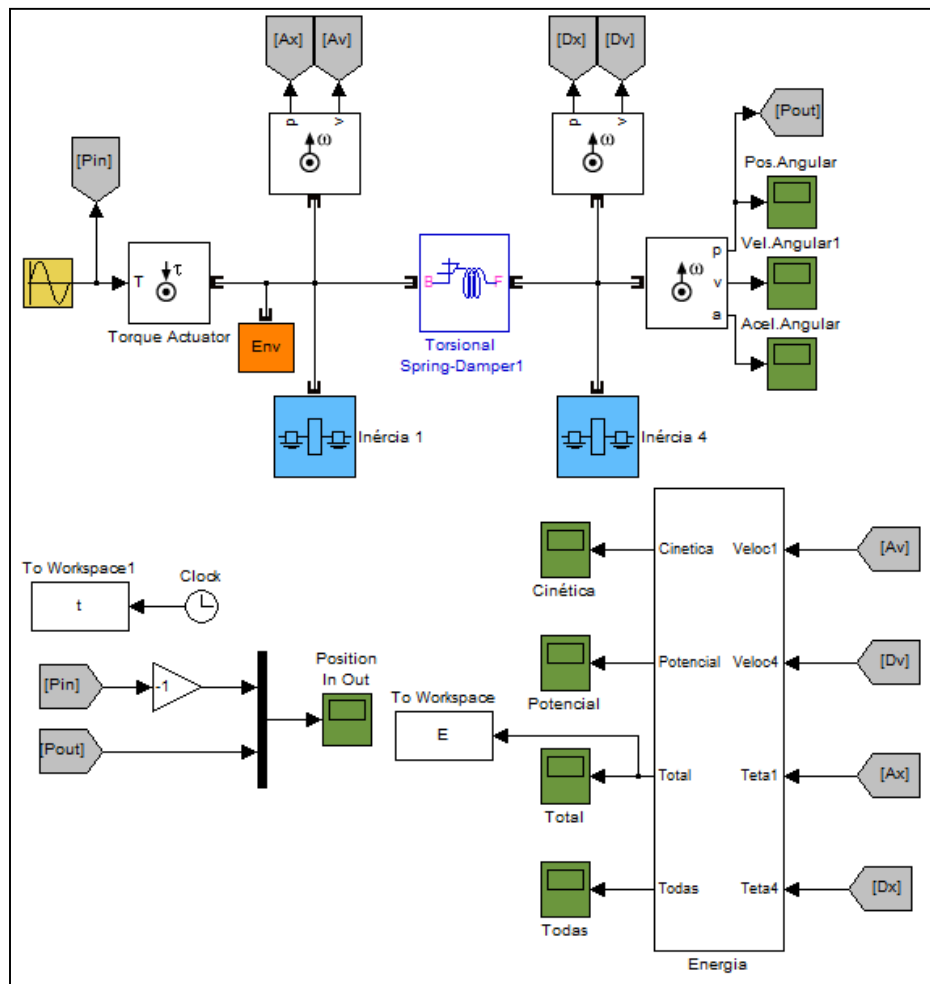 [Ax]
[Av]
[Dx]
[Dv]
p
v
ω
p
v
ω
[Pout]
[Pin]
Pos.Angular
T
τ
B
F
ω
p
v
a
Vel.Angular1
Acel.Angular
Torque Actuator
Env
Torsional
Spring-Damper1
Inércia 1
Inércia 4
To Workspace1
t
Clock
Cinetica
Veloc1
[Av]
Cinética
[Pin]
-1
Position
In Out
Potencial
Veloc4
[Dv]
Potencial
To Workspace
E
[Pout]
Total
Teta1
[Ax]
Total
Todas
Teta4
[Dx]
Todas
Energia